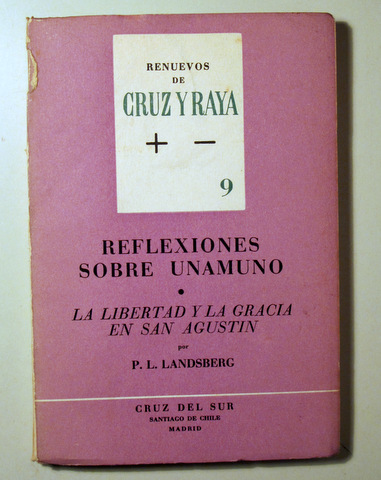 RENUEVOS
DE
CRUZ Y RAYA
+ −
9
REFLEXIONES
SOBRE UNAMUNO
•
LA LIBERTAD Y LA GRACIA
EN SAN AGUSTIN
por
P. L. LANDSBERG
CRUZ DEL SUR
SANTIAGO DE CHILE
MADRID